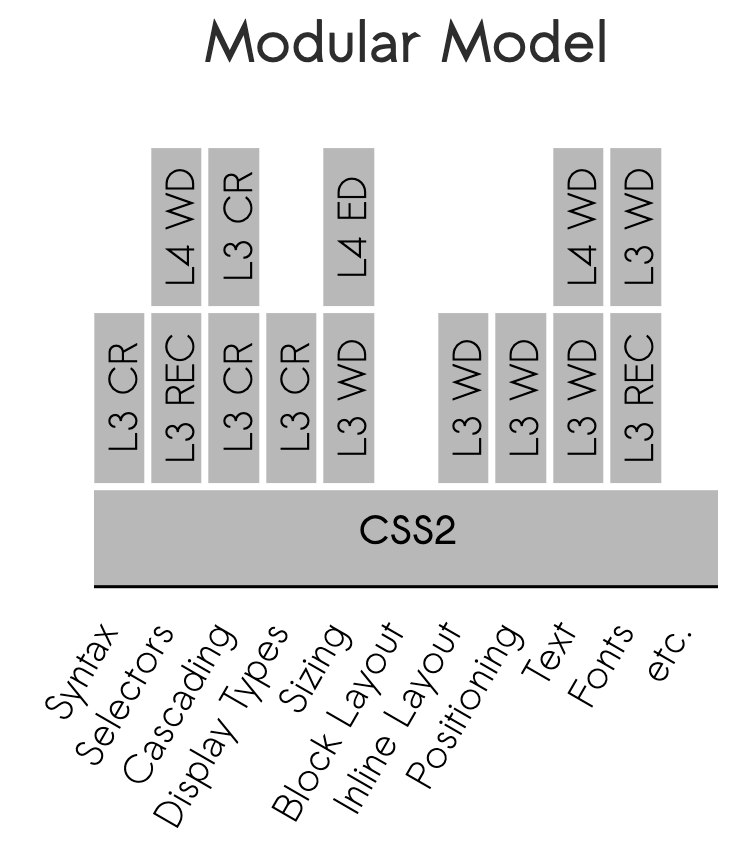 Modular Model
L4 WD
L3 CR
L4 ED
L4 WD
L3 WD
L3 CR
L3 REC
L3 CR
L3 CR
L3 WD
L3 WD
L3 WD
L3 WD
L3 REC
CSS2
Syntax
Selectors
Cascading
Display Types
Sizing
Block Layout
Inline Layout
Positioning
Text
Fonts
etc.